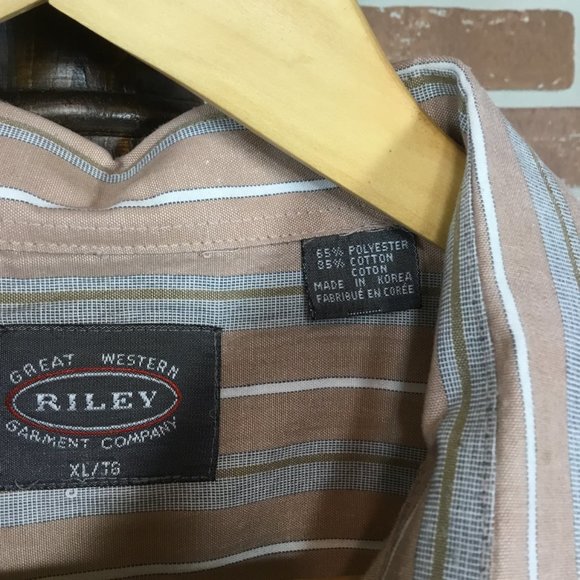 65% POLYESTER
35% COTTON
COTON
MADE IN KOREA
FABRIQUÉ EN CORÉE
GREAT WESTERN
RILEY
GARMENT COMPANY
XL/TG